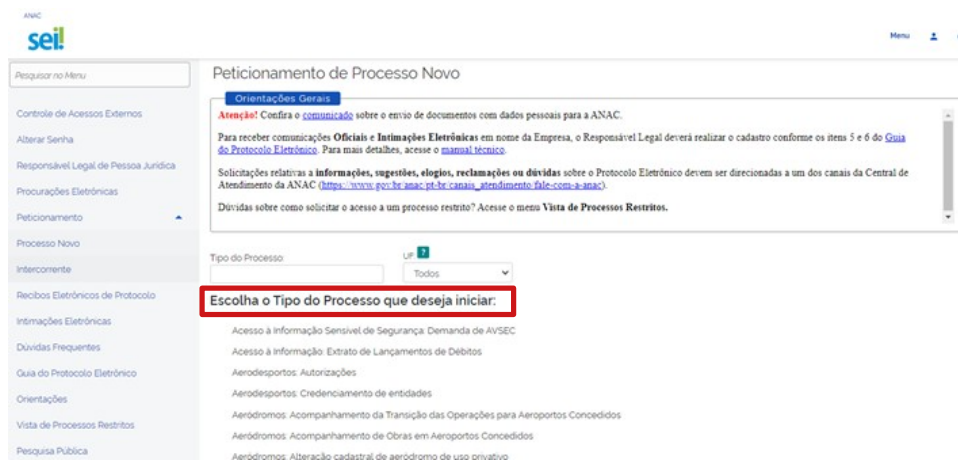 ANAC
sei!
Menu
Pesquisar no Menu
Controle de Acessos Externos
Alterar Senha
Responsável Legal de Pessoa Jurídica
Procurações Eletrônicas
Peticionamento
Processo Novo
Intercorrente
Recibos Eletrônicos de Protocolo
Intimações Eletrônicas
Dúvidas Frequentes
Guia do Protocolo Eletrônico
Orientações
Vista de Processos Restritos
Pesquisa Pública
Peticionamento de Processo Novo
Orientações Gerais
Atenção! Confira o comunicado sobre o envio de documentos com dados pessoais para a ANAC.
Para receber comunicações Oficiais e Intimações Eletrônicas em nome da Empresa, o Responsável Legal deverá realizar o cadastro conforme os itens 5 e 6 do Guia
do Protocolo Eletrônico. Para mais detalhes, acesse o manual técnico.
Solicitações relativas a informações, sugestões, elogios, reclamações ou dúvidas sobre o Protocolo Eletrônico devem ser direcionadas a um dos canais da Central de
Atendimento da ANAC (https://www.gov.br/anac/pt-br/canais_atendimento/fale-com-a-anac).
Dúvidas sobre como solicitar o acesso a um processo restrito? Acesse o menu Vista de Processos Restritos.
Tipo do Processo:
UF: ?
Todos
Escolha o Tipo do Processo que deseja iniciar:
Acesso à Informação Sensível de Segurança: Demanda de AVSEC
Acesso à Informação: Extrato de Lançamentos de Débitos
Aerodesportos: Autorizações
Aerodesportos: Credenciamento de entidades
Aeródromos: Acompanhamento da Transição das Operações para Aeroportos Concedidos
Aeródromos: Acompanhamento de Obras em Aeroportos Concedidos
Aeródromos: Alteração cadastral de aeródromo de uso privativo